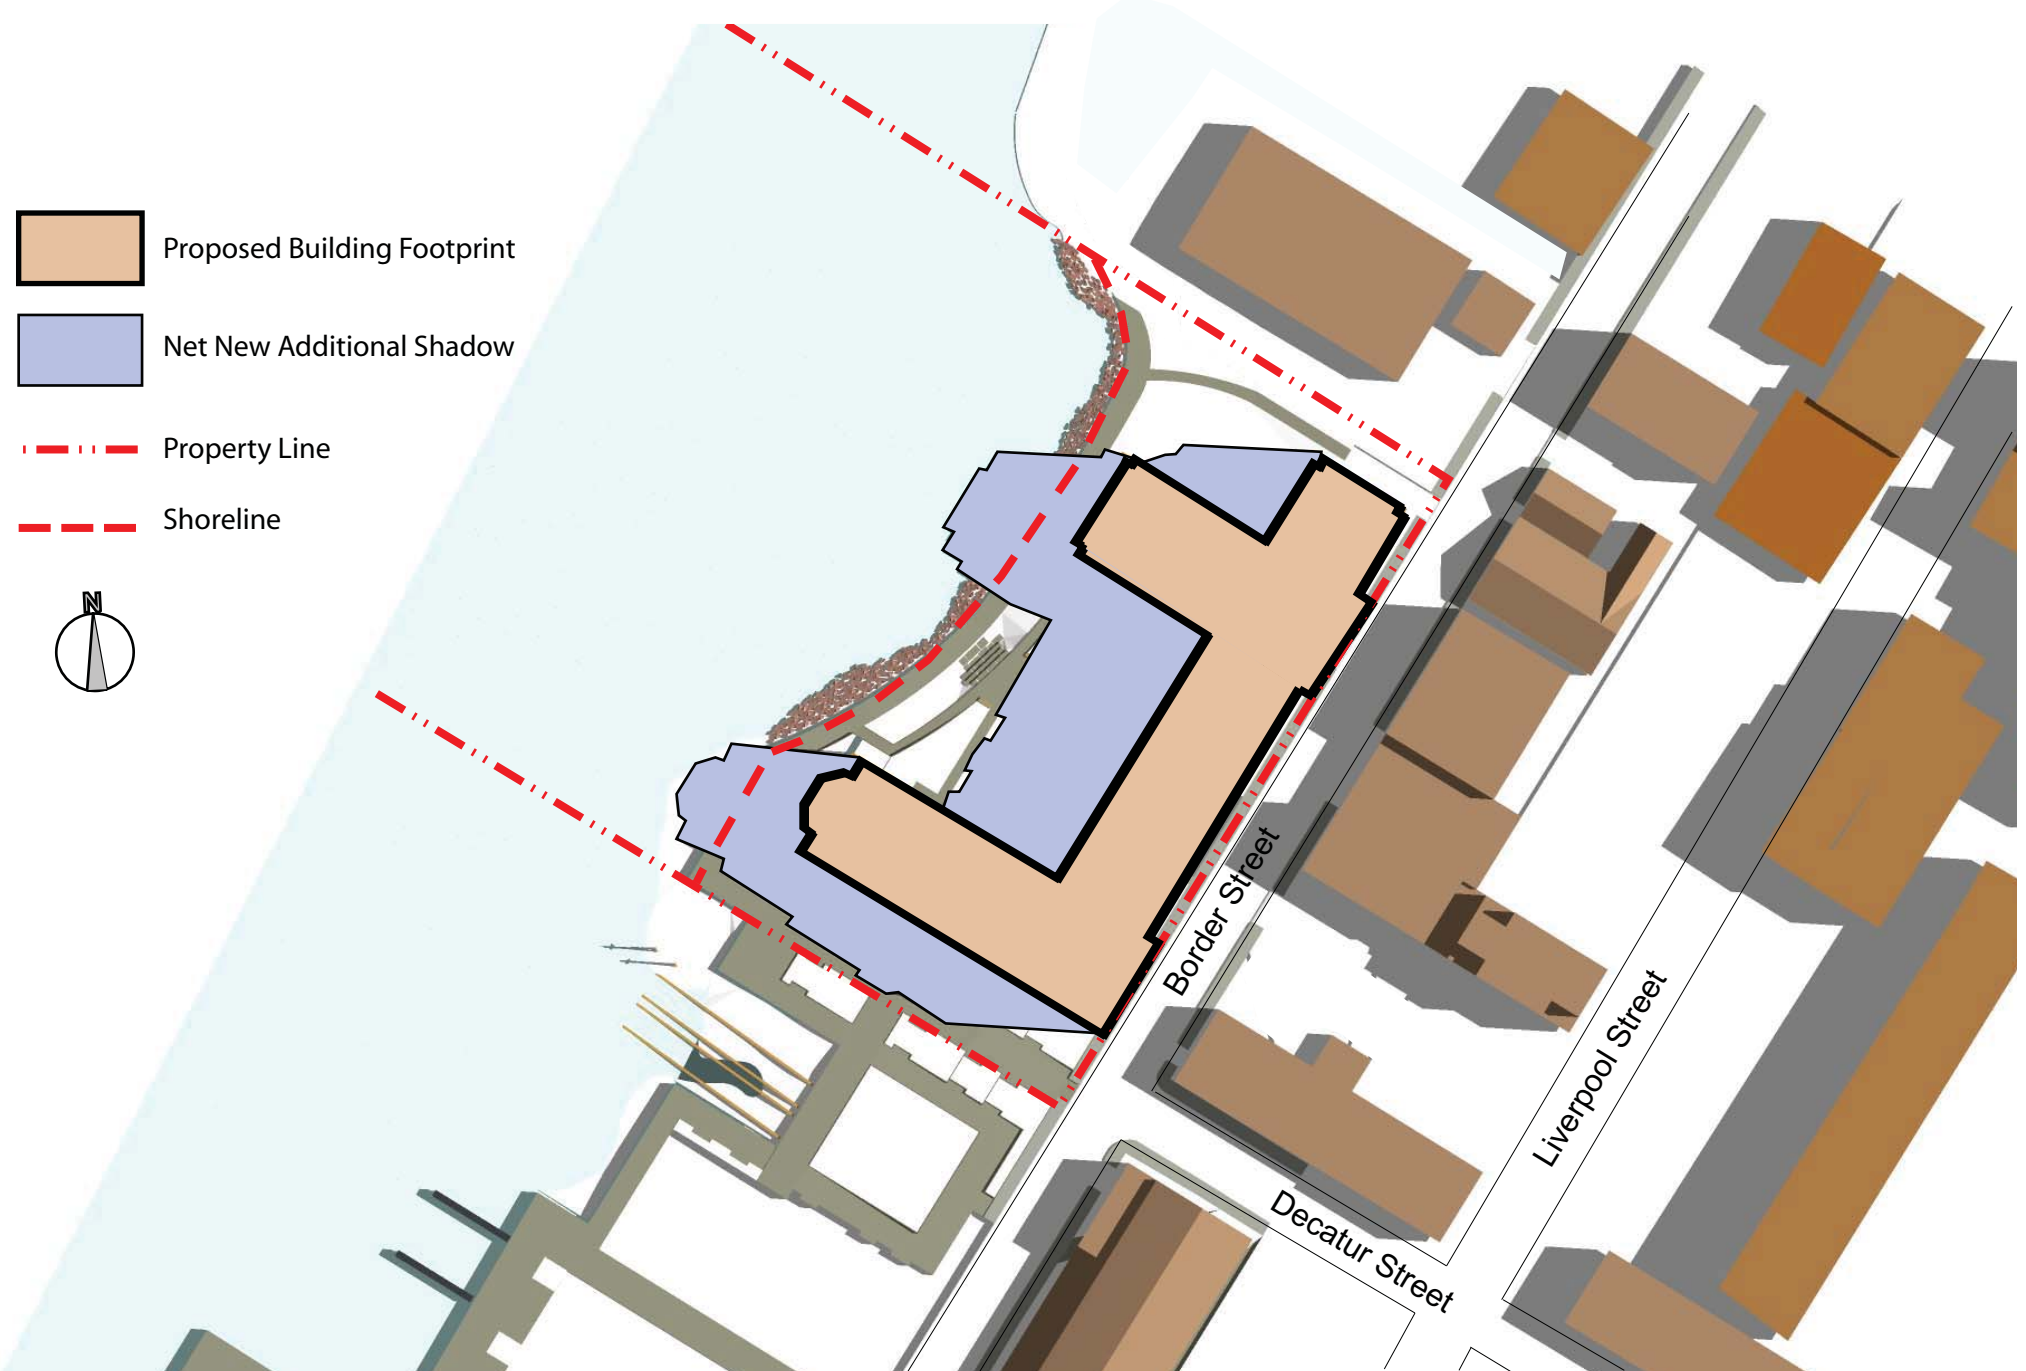 Proposed Building Footprint
Net New Additional Shadow
Property Line
Shoreline
N
Border Street
Liverpool Street
Decatur Street